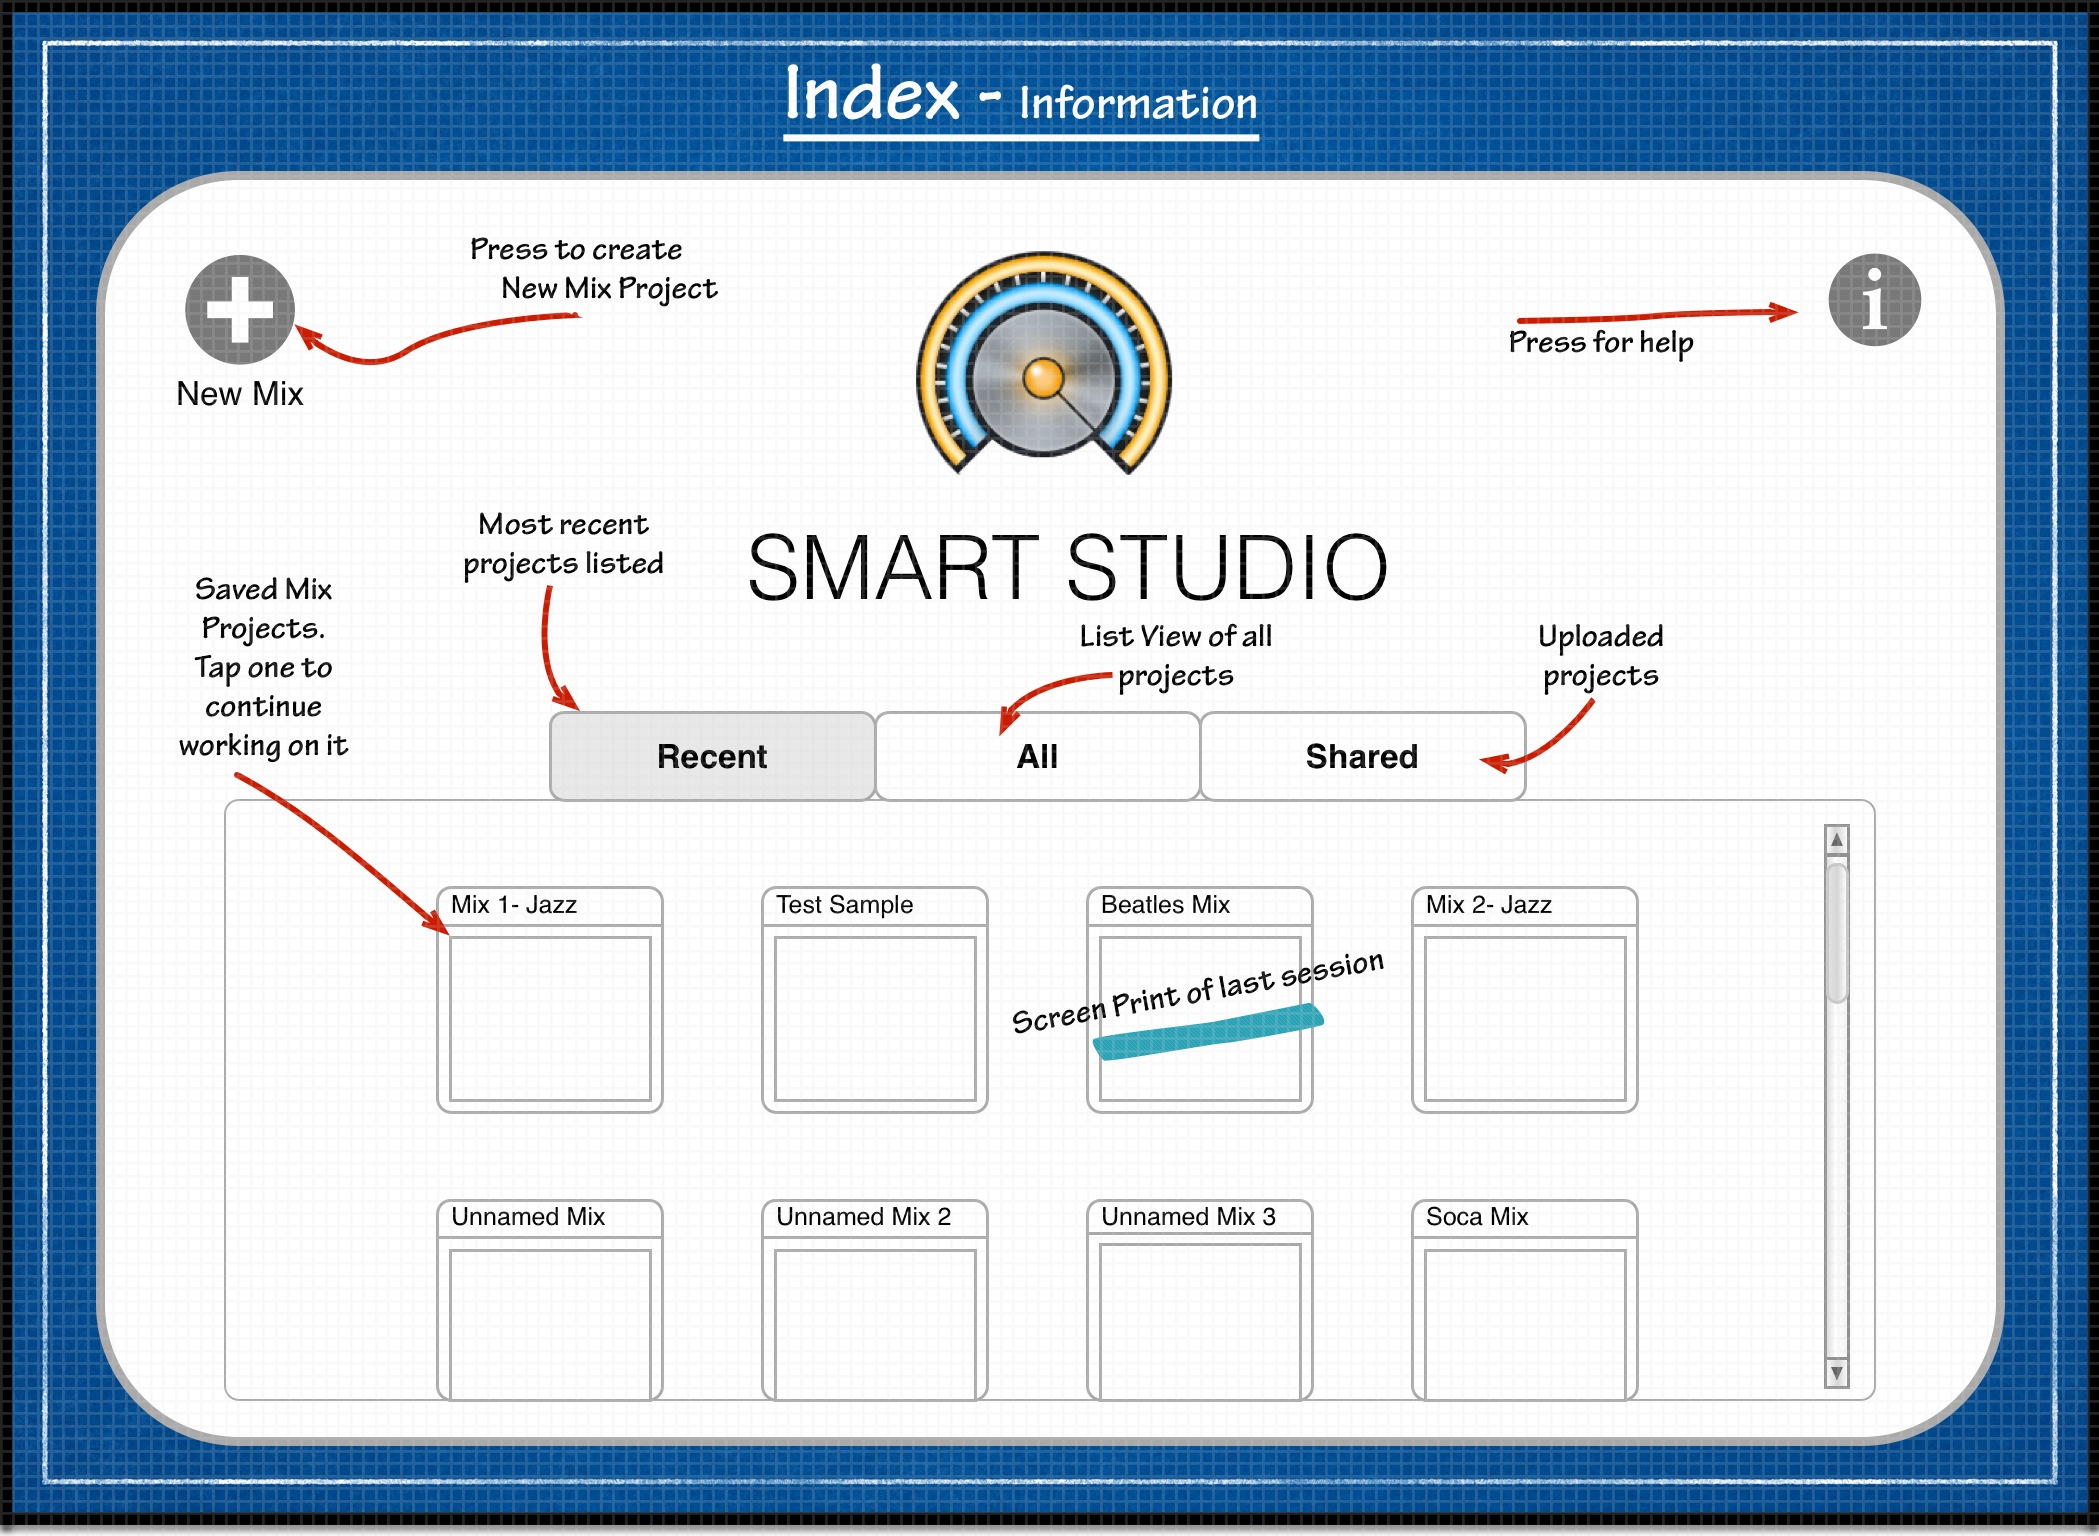 Index - Information
Press to create
New Mix Project
i
New Mix
Press for help
Most recent
projects listed
SMART STUDIO
Saved Mix
Projects.
Tap one to
continue
working on it
List View of all
projects
Uploaded
projects
Recent
All
Shared
Mix 1- Jazz
Test Sample
Beatles Mix
Mix 2- Jazz
Screen Print of last session
Unnamed Mix
Unnamed Mix 2
Unnamed Mix 3
Soca Mix